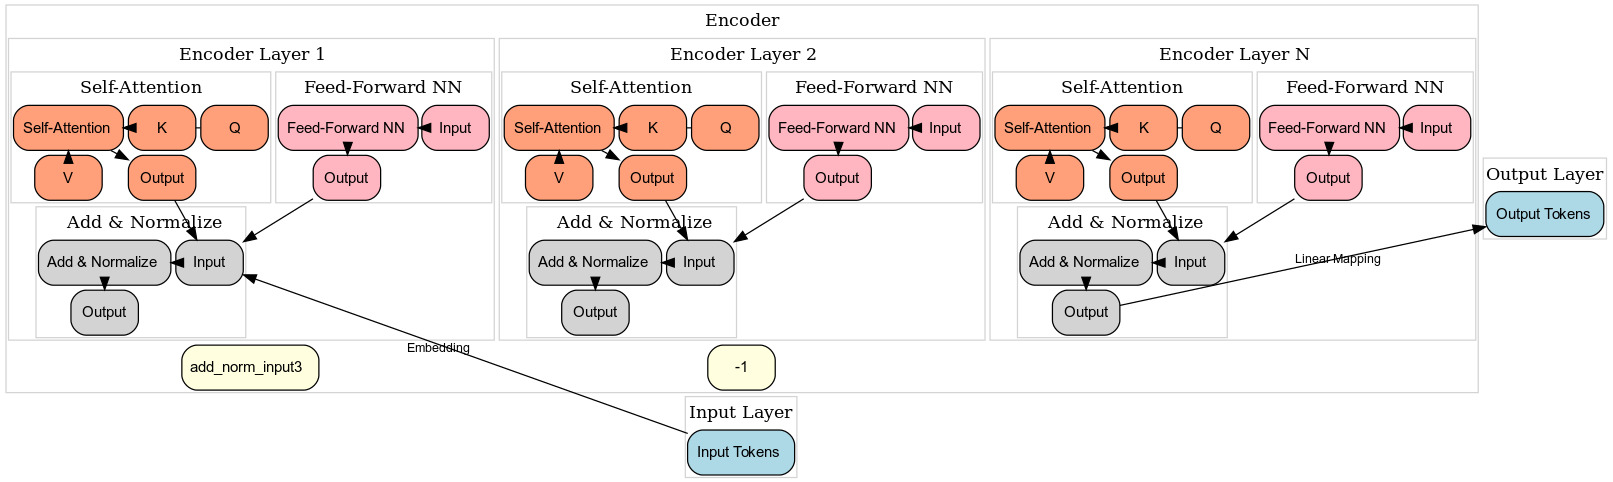 Encoder
Encoder Layer 1
Encoder Layer 2
Encoder Layer N
Self-Attention
Feed-Forward NN
Self-Attention
Feed-Forward NN
Self-Attention
Feed-Forward NN
Self-Attention
K
Q
Feed-Forward NN
Input
Self-Attention
K
Q
Feed-Forward NN
Input
Self-Attention
K
Q
Feed-Forward NN
Input
V
Output
Output
V
Output
Output
V
Output
Output
Output Layer
Output Tokens
Add & Normalize
Add & Normalize
Add & Normalize
Add & Normalize
Input
Add & Normalize
Input
Add & Normalize
Input
Linear Mapping
Output
Output
Output
Embedding
add_norm_input3
-1
Input Layer
Input Tokens